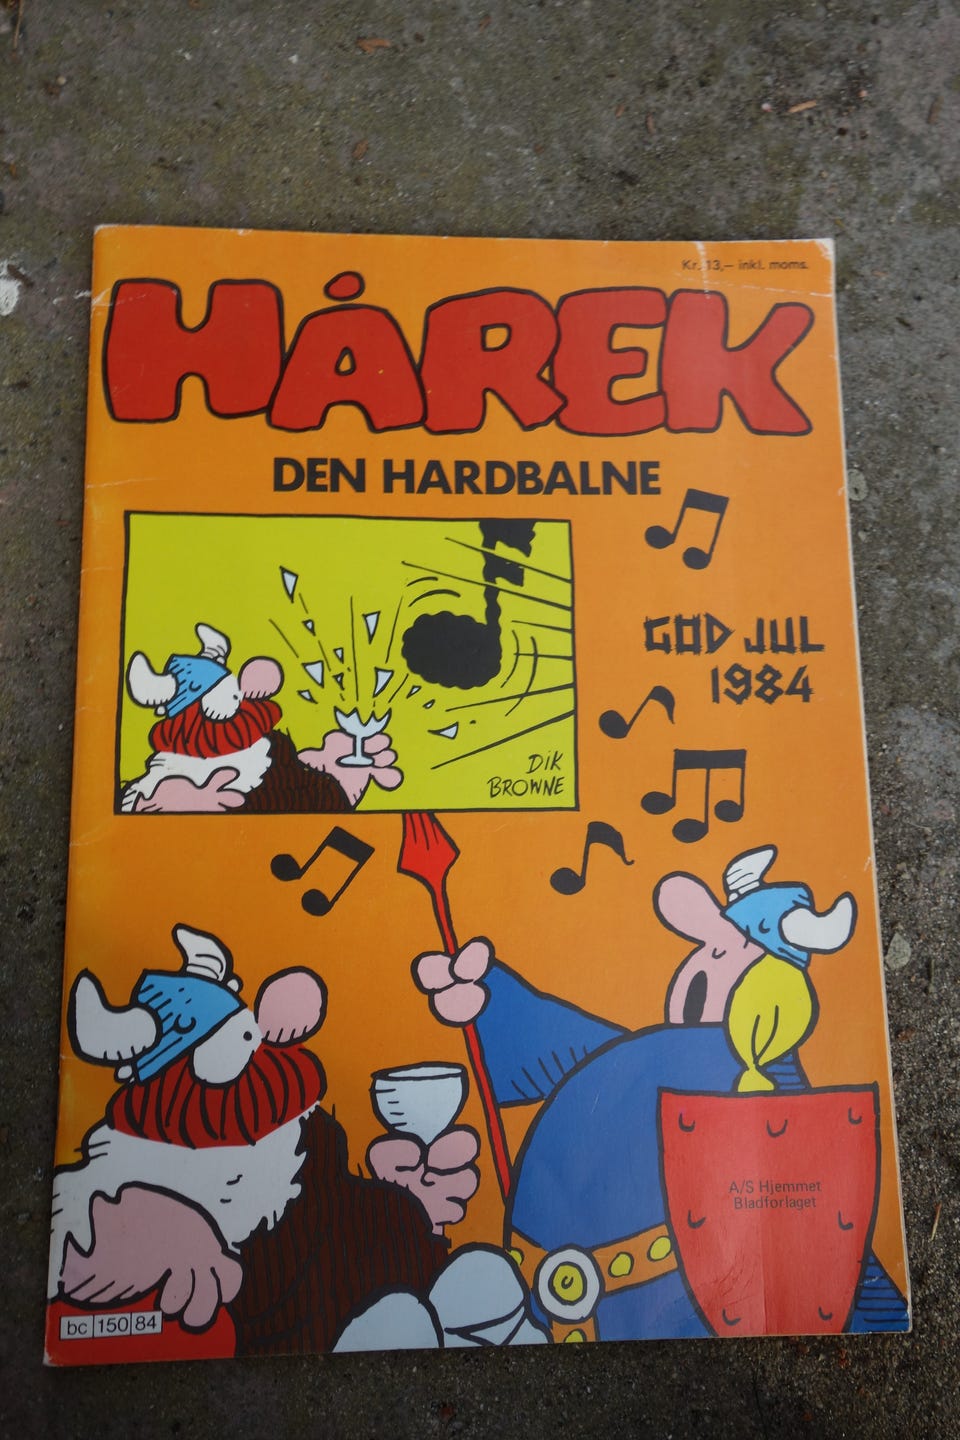 Kr. 13,– inkl. moms.
HÅREK
DEN HARDBALNE
GOD JUL
1984
DIK
BROWNE
A/S Hjemmet
Bladforlaget
bc 150 84